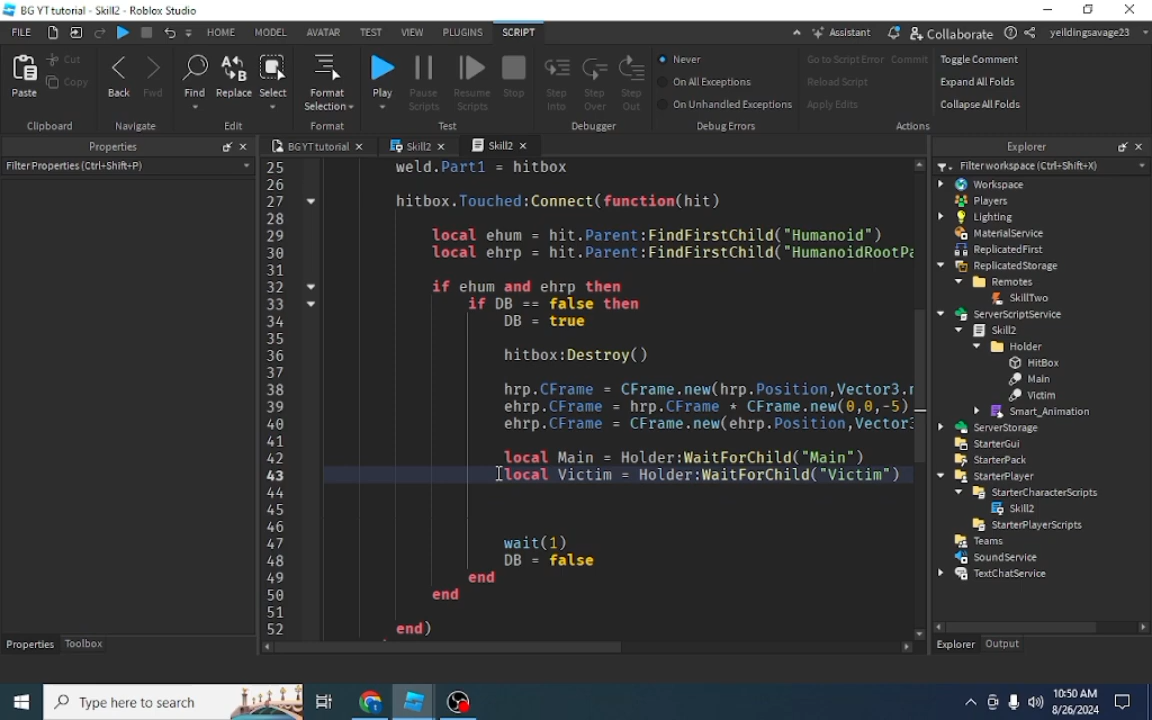 BG YT tutorial - Skill2 - Roblox Studio
FILE HOME MODEL AVATAR TEST VIEW PLUGINS SCRIPT Assistant Collaborate yeildingsavage23
Paste Cut Copy Back Fwd Find Replace Select Format Selection Play Pause Scripts Resume Scripts Stop Step Into Step Over Step Out
Never
On All Exceptions
On Unhandled Exceptions
Go to Script Error Commit
Reload Script
Apply Edits
Toggle Comment
Expand All Folds
Collapse All Folds
Clipboard Navigate Edit Format Test Debugger Debug Errors Actions
Properties
Filter Properties (Ctrl+Shift+P)
Properties Toolbox
BG YT tutorial Skill2 Skill2
25 weld.Part1 = hitbox
26
27 hitbox.Touched:Connect(function(hit)
28
29 local ehum = hit.Parent:FindFirstChild("Humanoid")
30 local ehrp = hit.Parent:FindFirstChild("HumanoidRootPa
31
32 if ehum and ehrp then
33 if DB == false then
34 DB = true
35
36 hitbox:Destroy()
37
38 hrp.CFrame = CFrame.new(hrp.Position,Vector3.n
39 ehrp.CFrame = hrp.CFrame * CFrame.new(0,0,-5)
40 ehrp.CFrame = CFrame.new(ehrp.Position,Vector3
41
42 local Main = Holder:WaitForChild("Main")
43 local Victim = Holder:WaitForChild("Victim")
44
45
46
47 wait(1)
48 DB = false
49 end
50 end
51
52 end)
Explorer
Filter workspace (Ctrl+Shift+X)
Workspace
Players
Lighting
MaterialService
ReplicatedFirst
ReplicatedStorage
Remotes
SkillTwo
ServerScriptService
Skill2
Holder
HitBox
Main
Victim
Smart_Animation
ServerStorage
StarterGui
StarterPack
StarterPlayer
StarterCharacterScripts
Skill2
StarterPlayerScripts
Teams
SoundService
TextChatService
Explorer Output
Type here to search
10:50 AM
8/26/2024